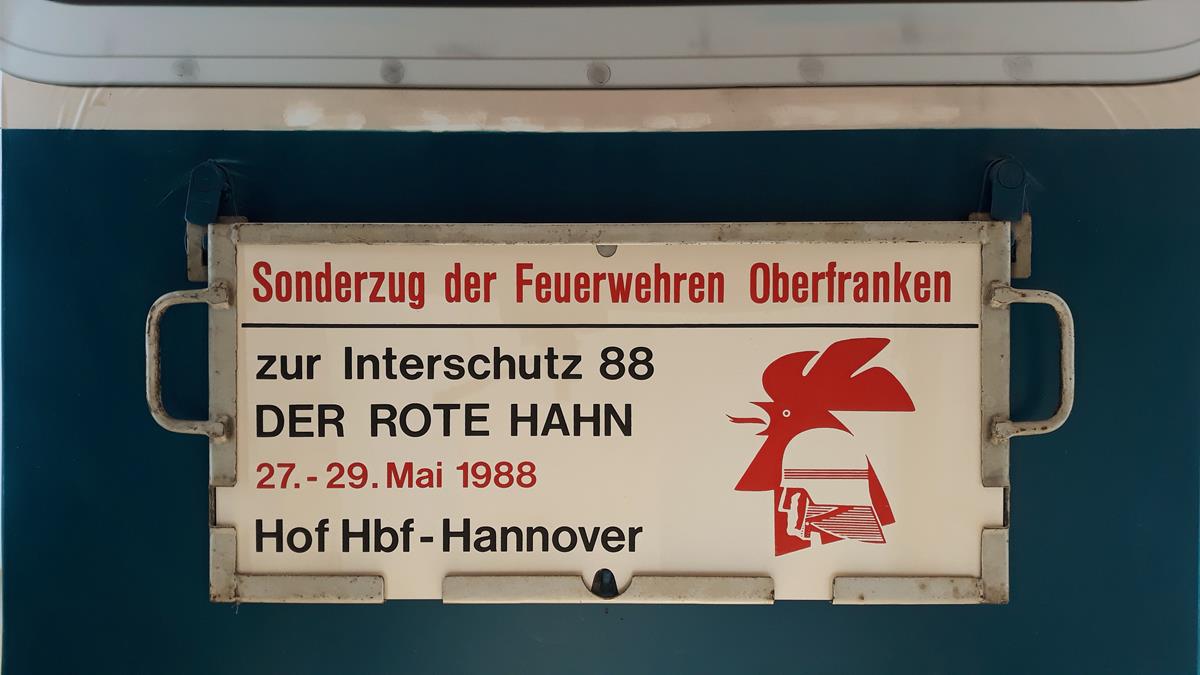 Sonderzug der Feuerwehren Oberfranken
zur Interschutz 88
DER ROTE HAHN
27.-29. Mai 1988
Hof Hbf-Hannover